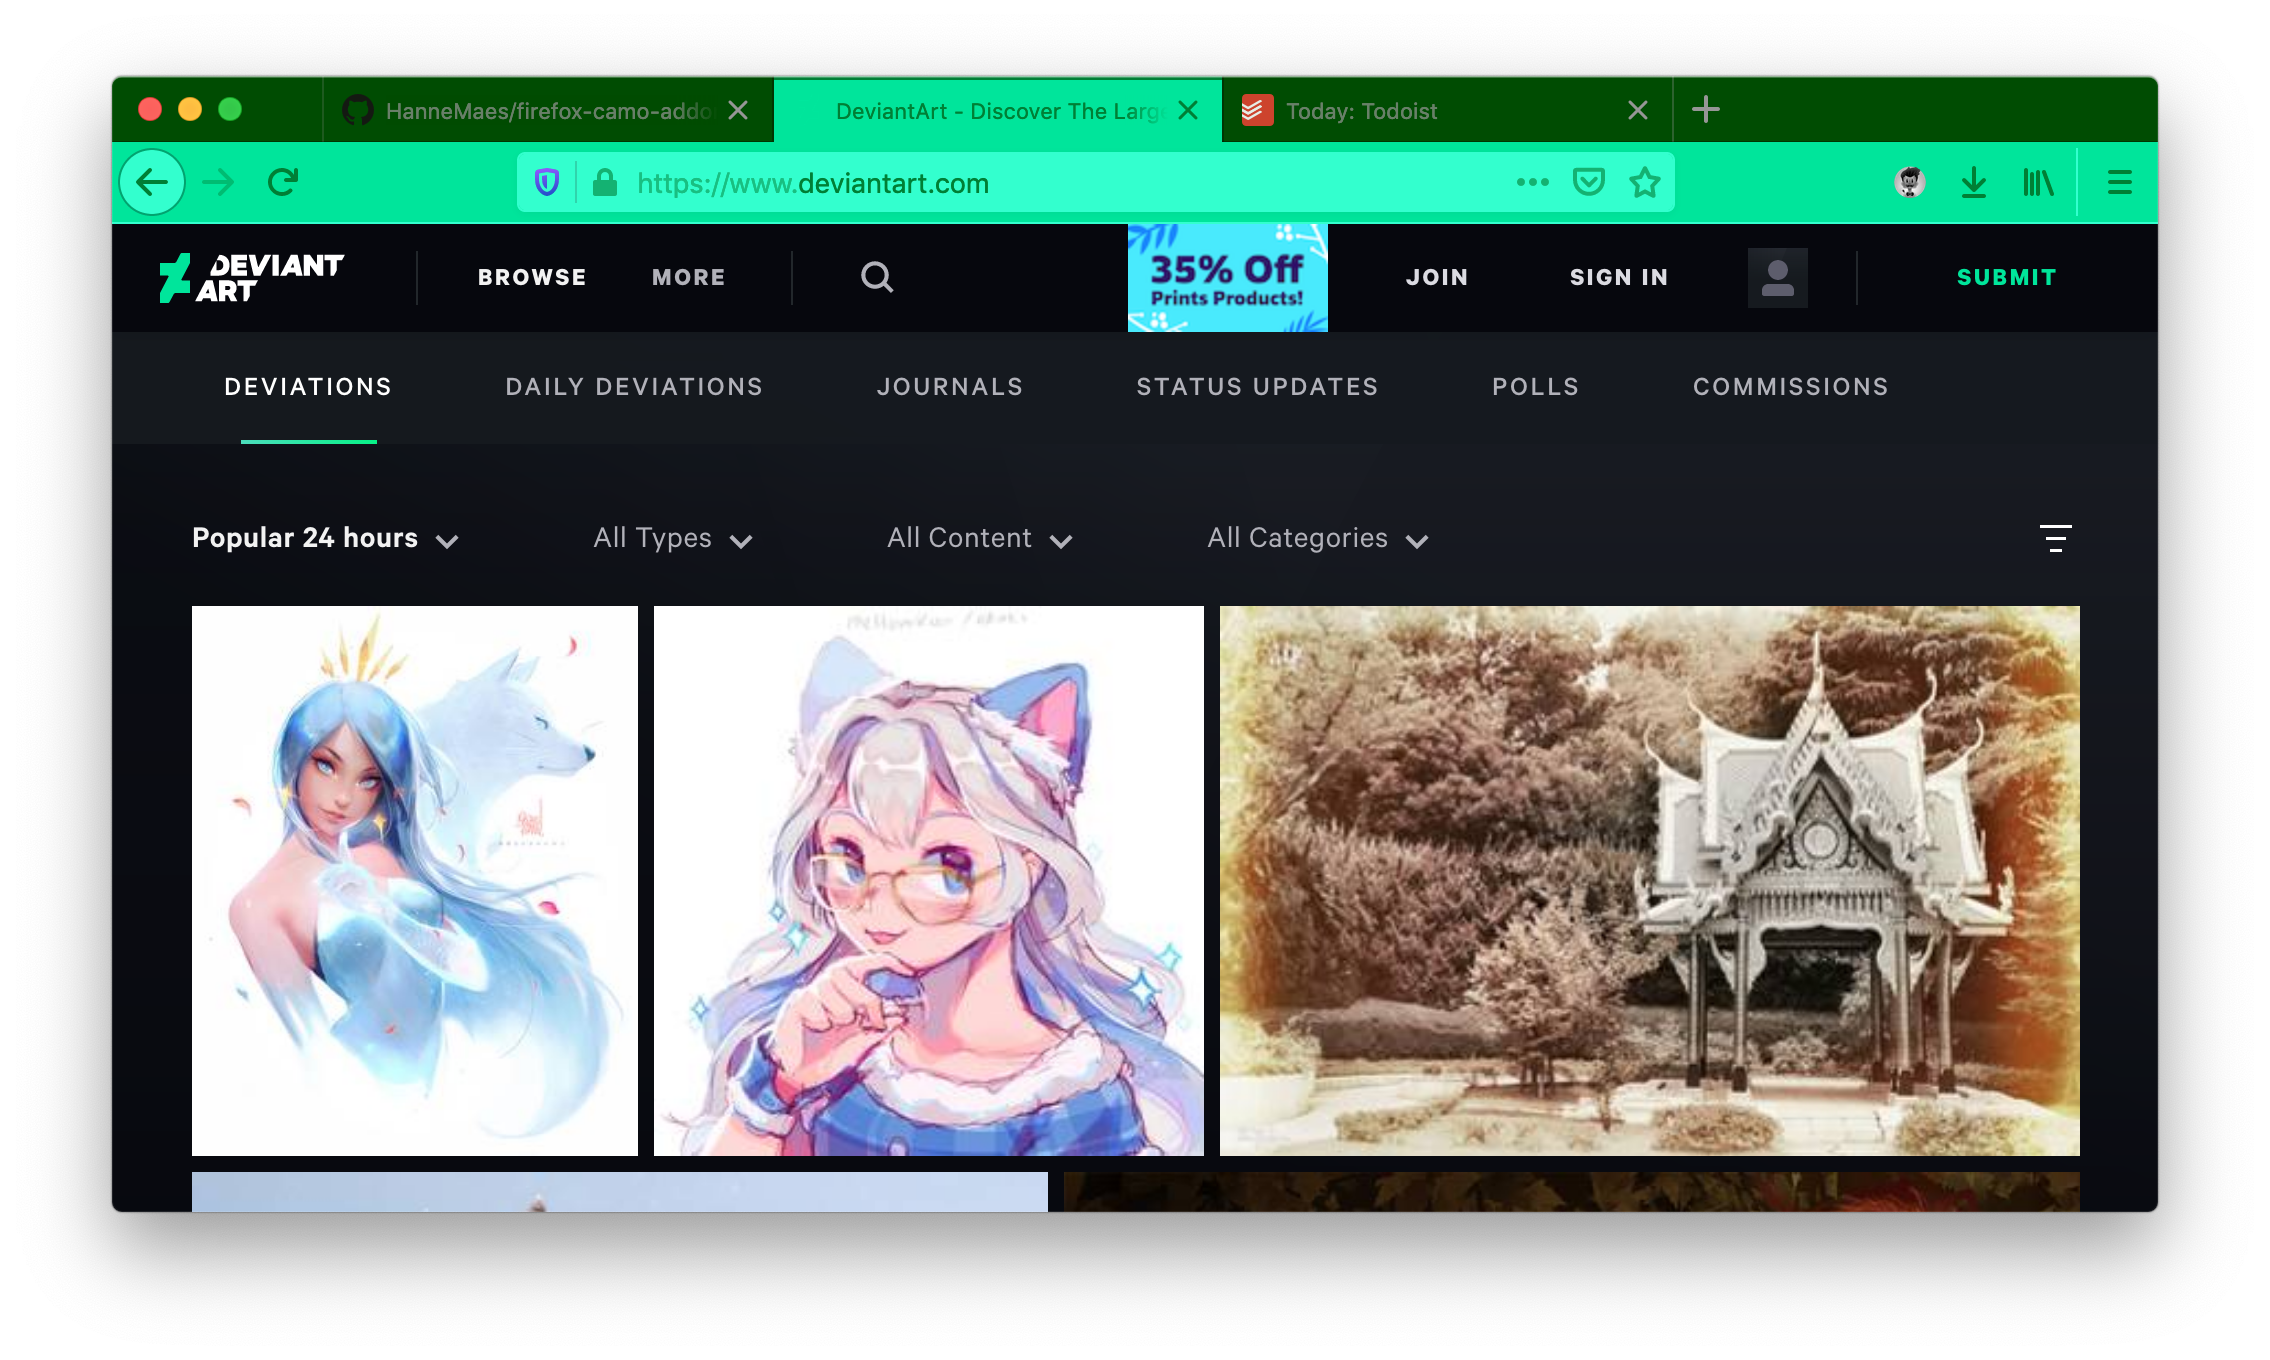 HanneMaes/firefox-camo-addo
DeviantArt - Discover The Large
Today: Todoist
https://www.deviantart.com
DEVIANT
ART
BROWSE
MORE
35% Off
Prints Products!
JOIN
SIGN IN
SUBMIT
DEVIATIONS
DAILY DEVIATIONS
JOURNALS
STATUS UPDATES
POLLS
COMMISSIONS
Popular 24 hours
All Types
All Content
All Categories